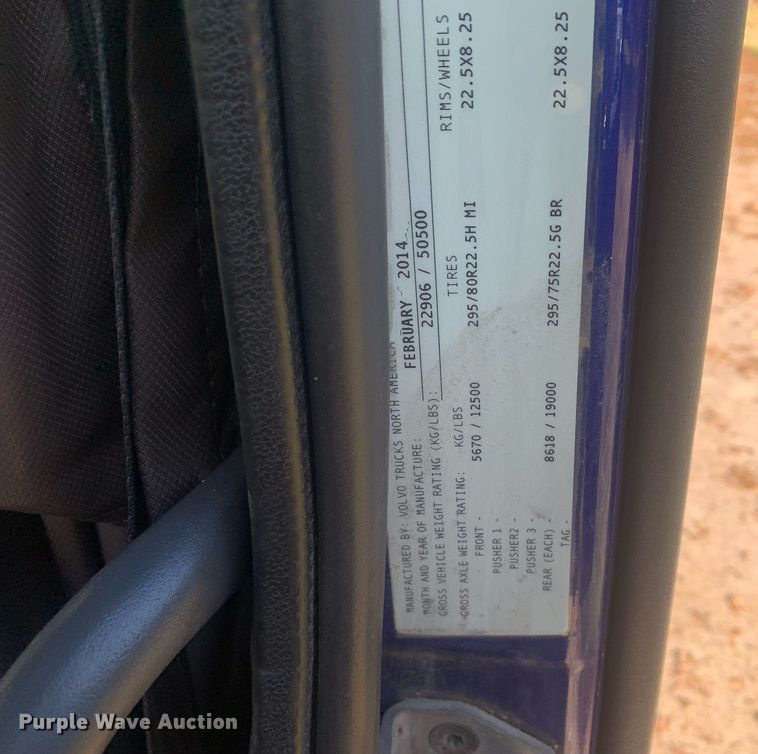 MANUFACTURED BY: VOLVO TRUCKS NORTH AMERICA
MONTH AND YEAR OF MANUFACTURE: FEBRUARY 2014
GROSS VEHICLE WEIGHT RATING (KG/LBS): 22906 / 50500
GROSS AXLE WEIGHT RATING: KG/LBS TIRES RIMS/WHEELS
FRONT - 5670 / 12500 295/80R22.5H MI 22.5X8.25
PUSHER 1 -
PUSHER2 -
PUSHER 3 -
REAR (EACH) - 8618 / 19000 295/75R22.5G BR 22.5X8.25
TAG -
Purple Wave Auction